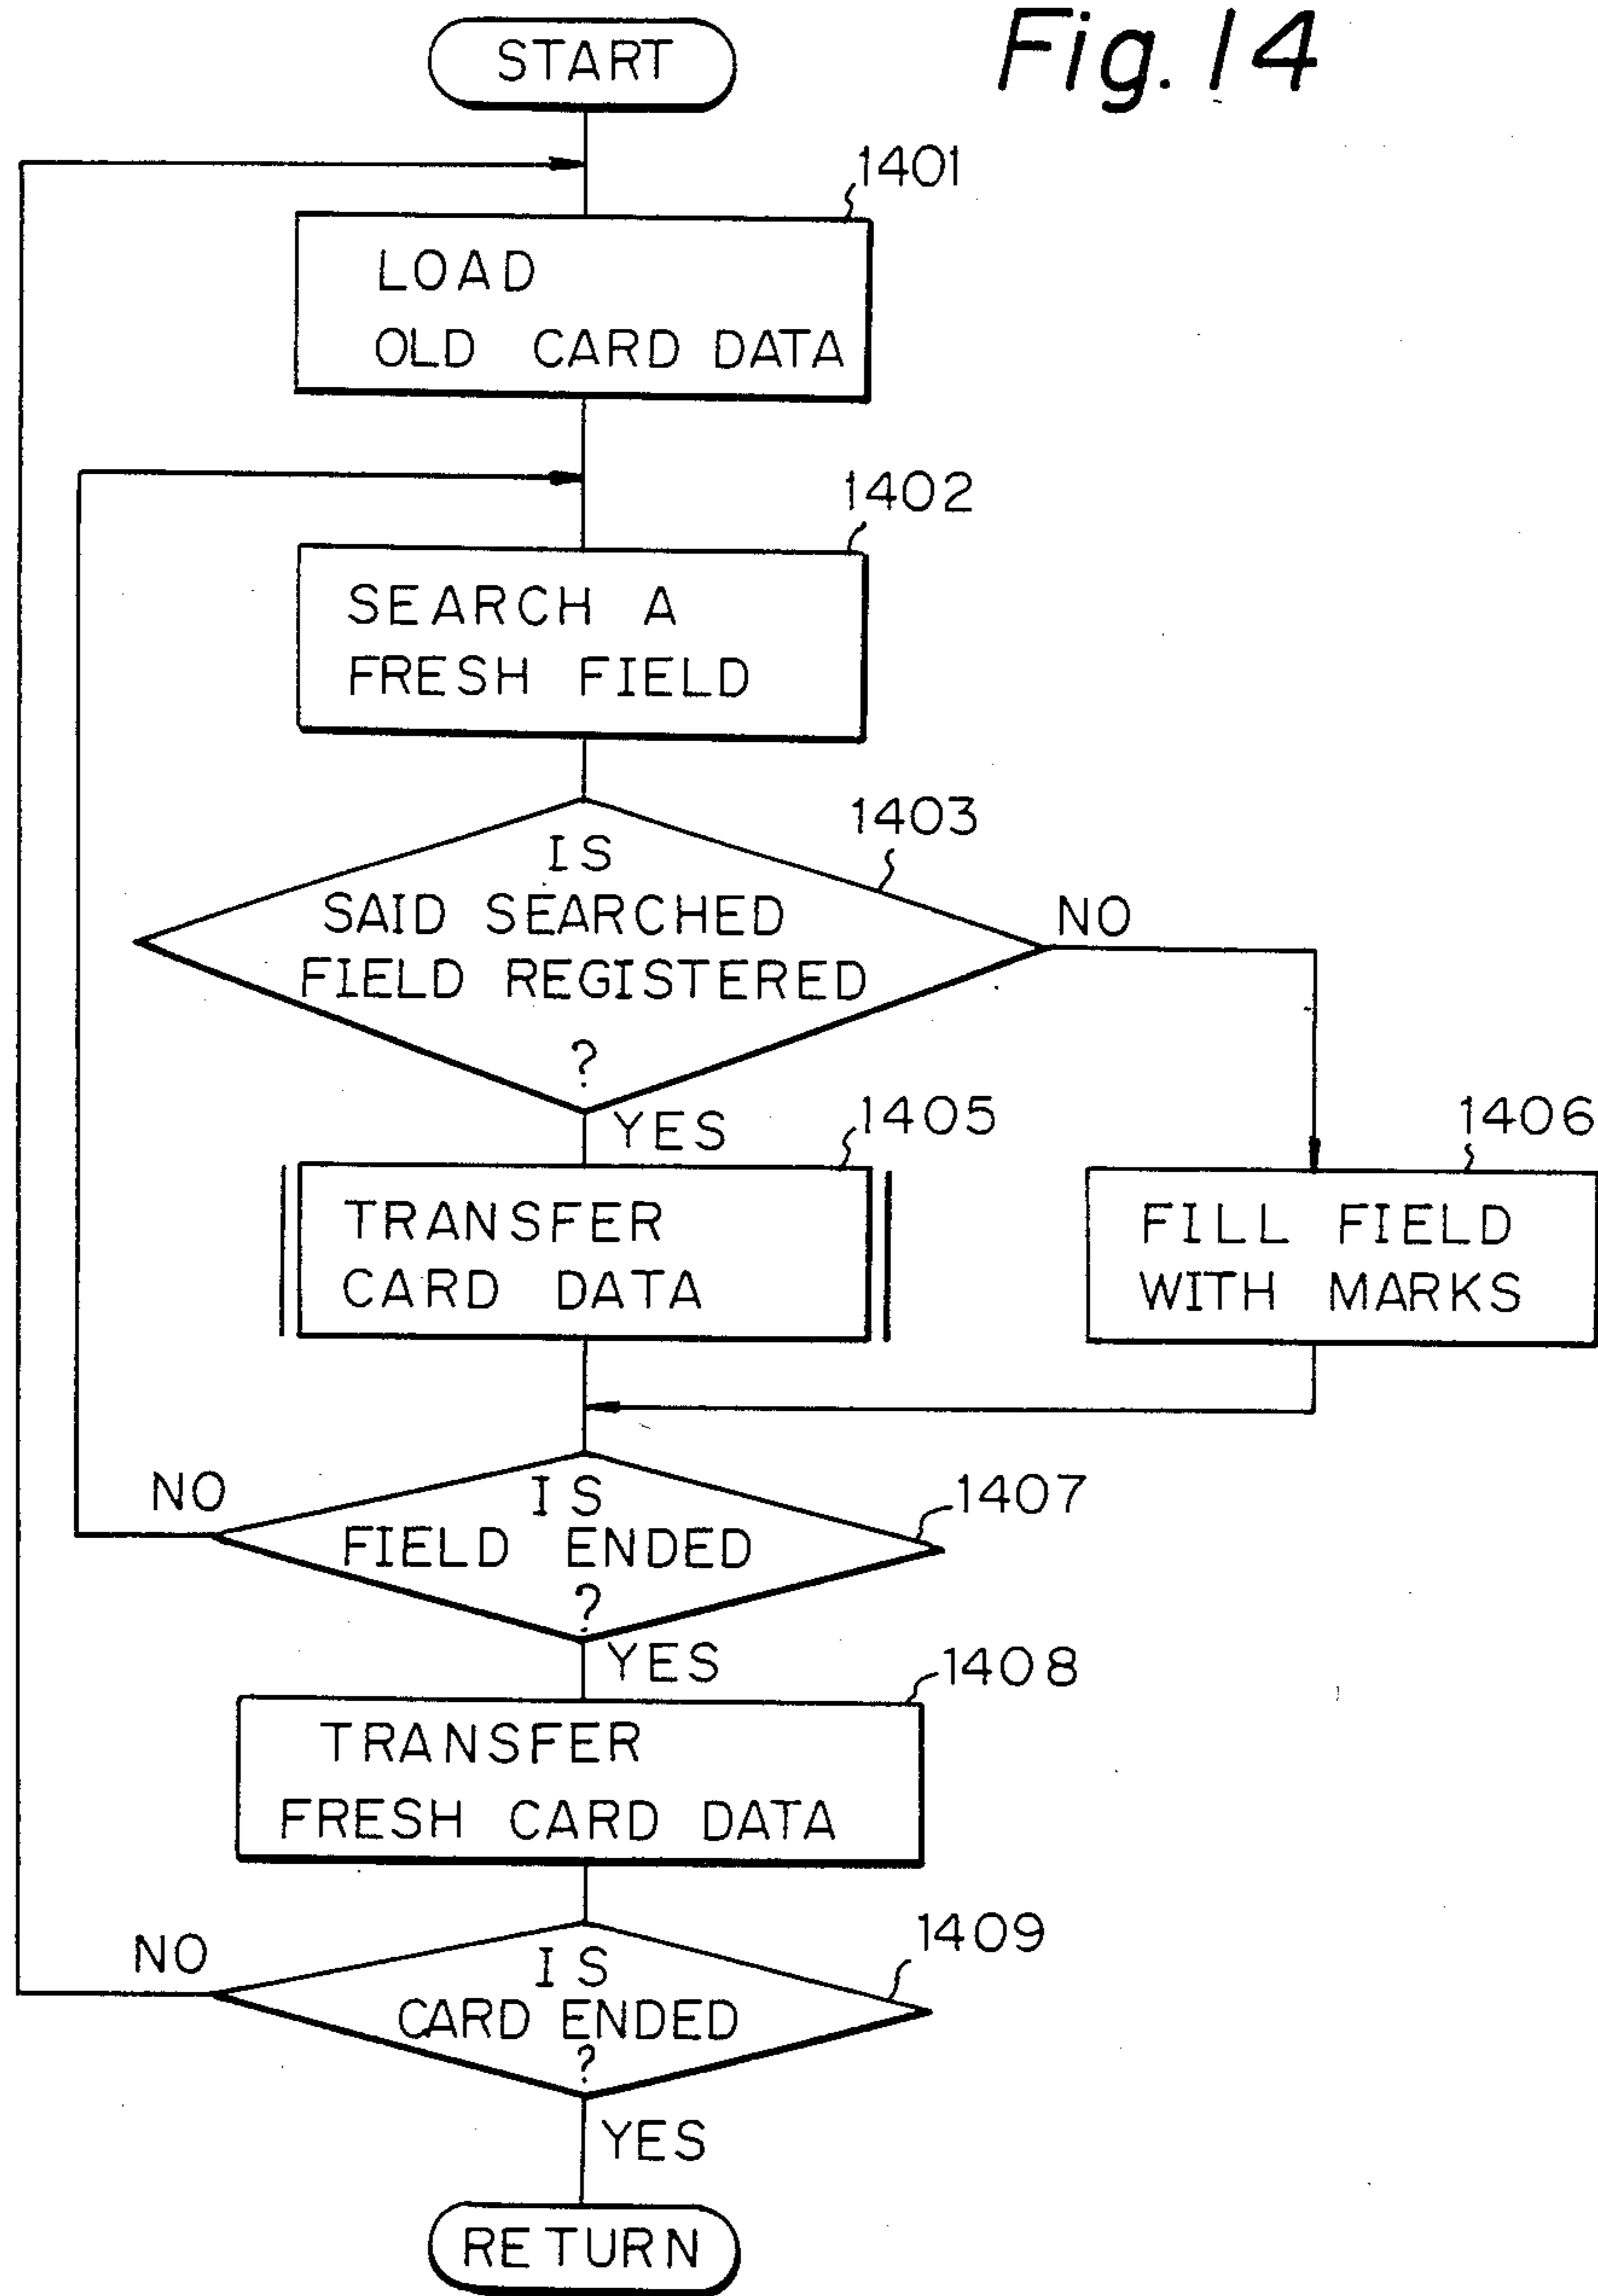 Fig. 14
START
1401
LOAD
OLD CARD DATA
1402
SEARCH A
FRESH FIELD
1403
IS
SAID SEARCHED
FIELD REGISTERED
?
NO
YES
1405
TRANSFER
CARD DATA
1406
FILL FIELD
WITH MARKS
1407
NO
IS
FIELD ENDED
?
YES
1408
TRANSFER
FRESH CARD DATA
1409
NO
IS
CARD ENDED
?
YES
RETURN